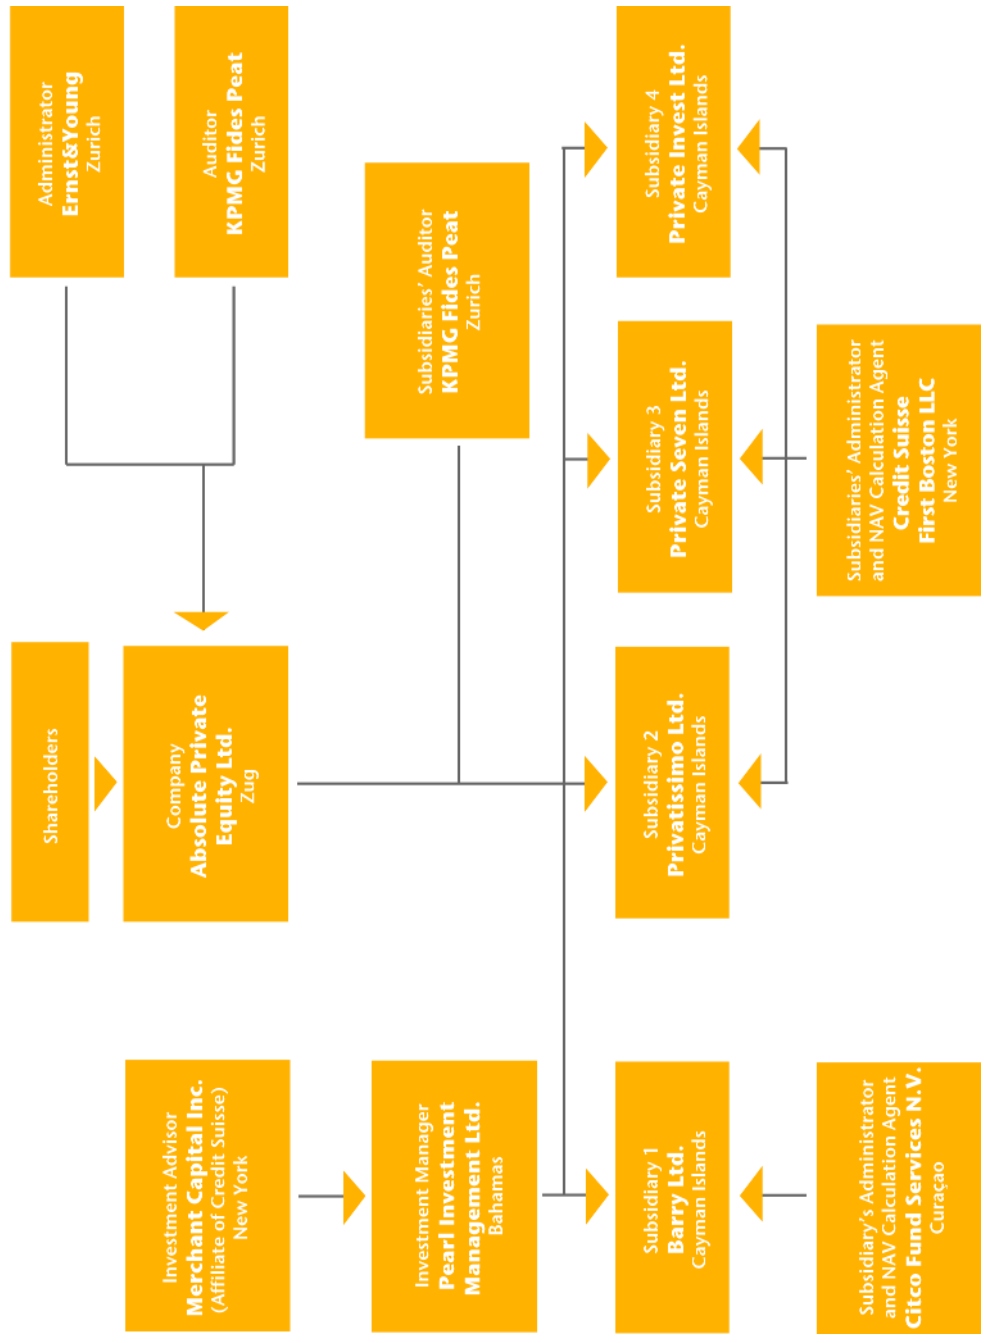 Shareholders
Administrator
Ernst&Young
Zurich
Investment Advisor
Merchant Capital Inc.
(Affiliate of Credit Suisse)
New York
Company
Absolute Private
Equity Ltd.
Zug
Auditor
KPMG Fides Peat
Zurich
Investment Manager
Pearl Investment
Management Ltd.
Bahamas
Subsidiaries’ Auditor
KPMG Fides Peat
Zurich
Subsidiary 1
Barry Ltd.
Cayman Islands
Subsidiary 2
Privatissimo Ltd.
Cayman Islands
Subsidiary 3
Private Seven Ltd.
Cayman Islands
Subsidiary 4
Private Invest Ltd.
Cayman Islands
Subsidiary’s Administrator
and NAV Calculation Agent
Citco Fund Services N.V.
Curaçao
Subsidiaries’ Administrator
and NAV Calculation Agent
Credit Suisse
First Boston LLC
New York